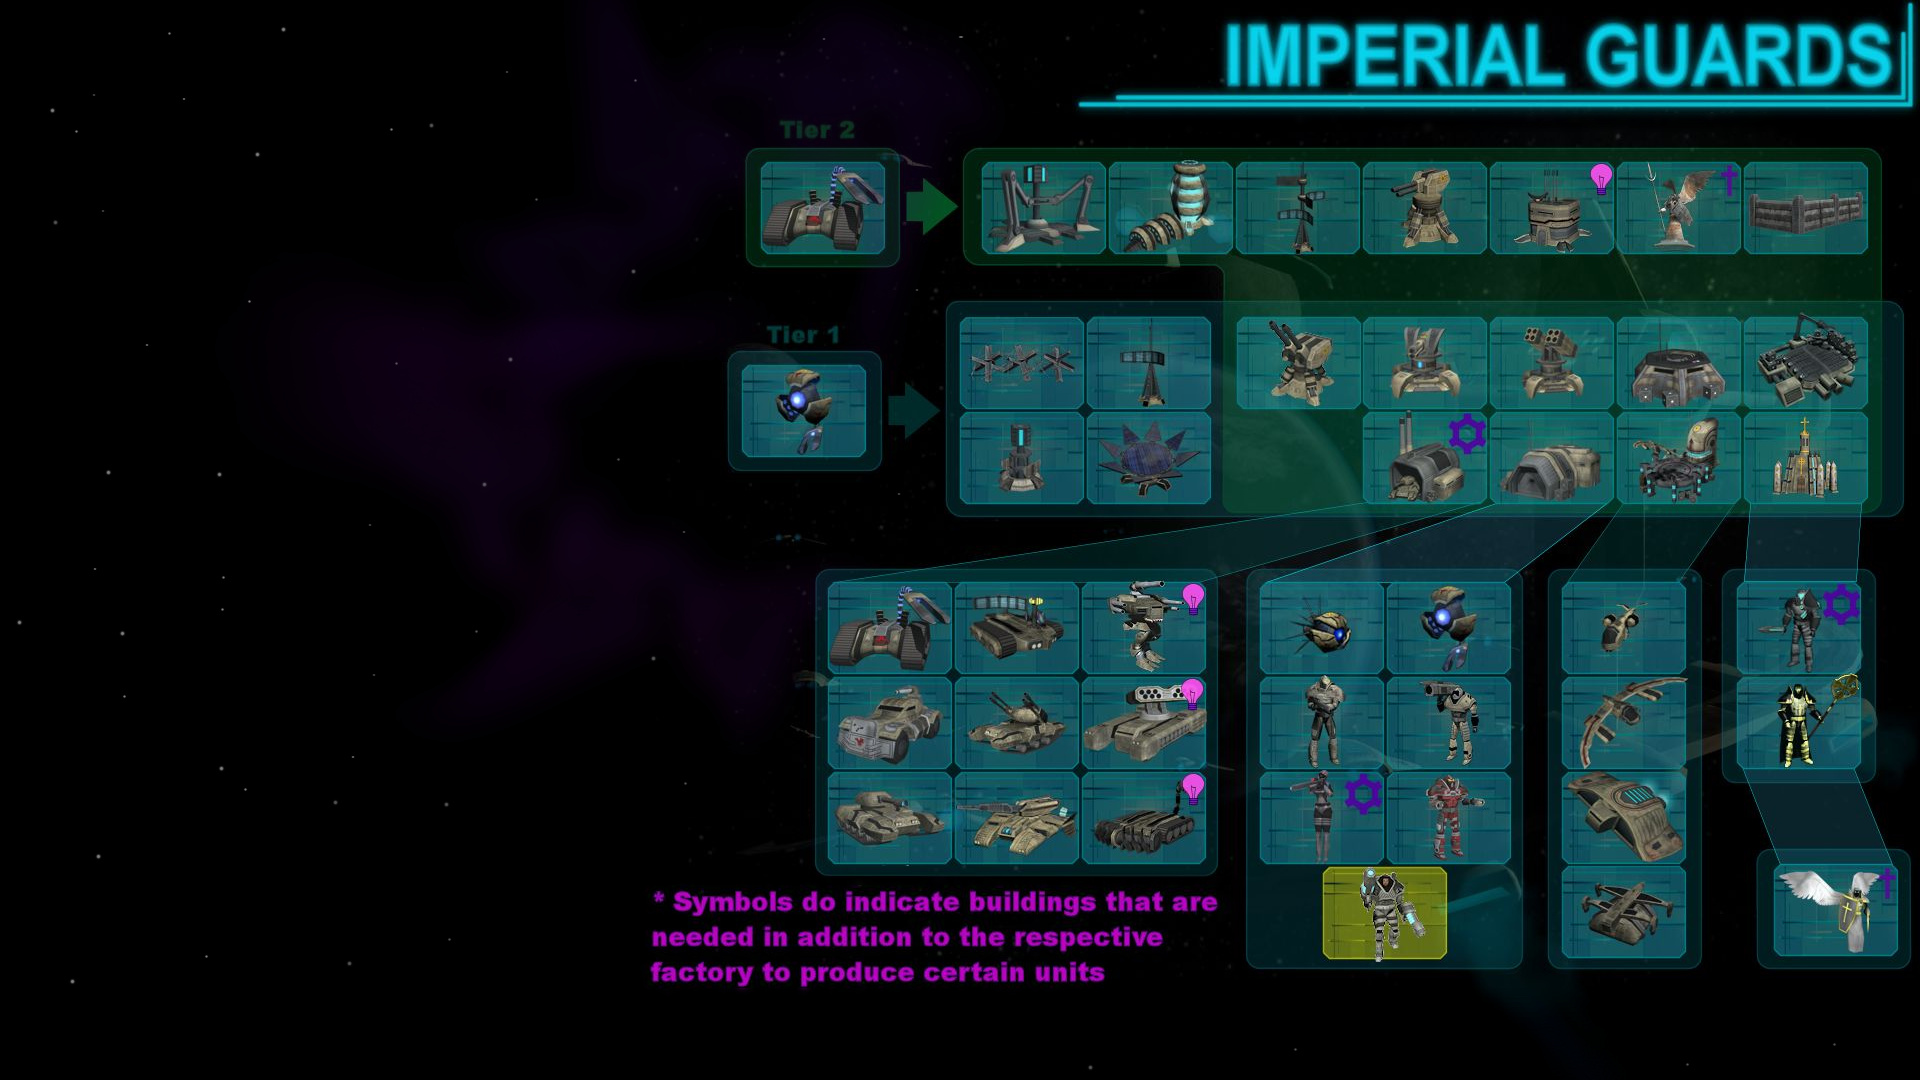 IMPERIAL GUARDS
Tier 2
Tier 1
* Symbols do indicate buildings that are
needed in addition to the respective
factory to produce certain units